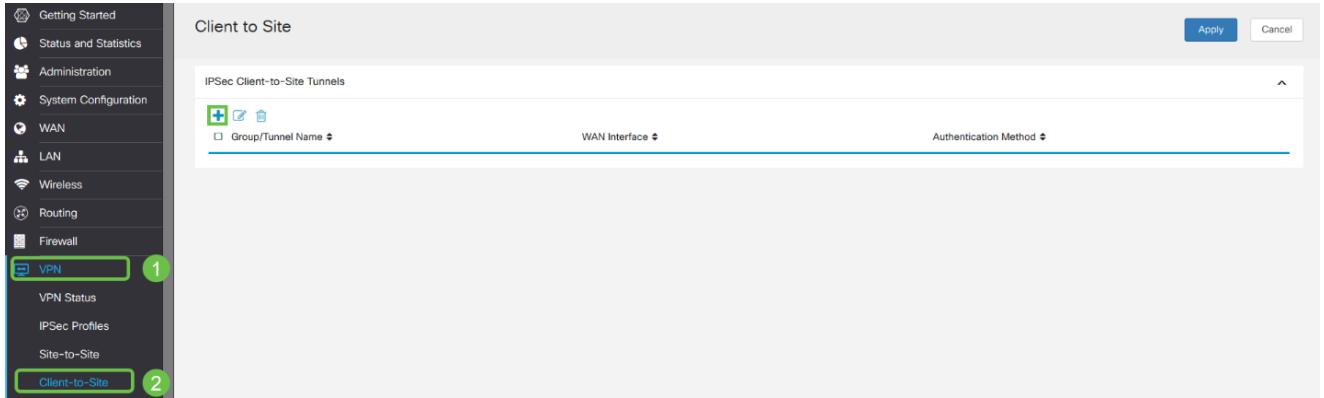 Getting Started
Status and Statistics
Administration
System Configuration
WAN
LAN
Wireless
Routing
Firewall
VPN 1
VPN Status
IPSec Profiles
Site-to-Site
Client-to-Site 2
Client to Site
Apply Cancel
IPSec Client-to-Site Tunnels
Group/Tunnel Name WAN Interface Authentication Method